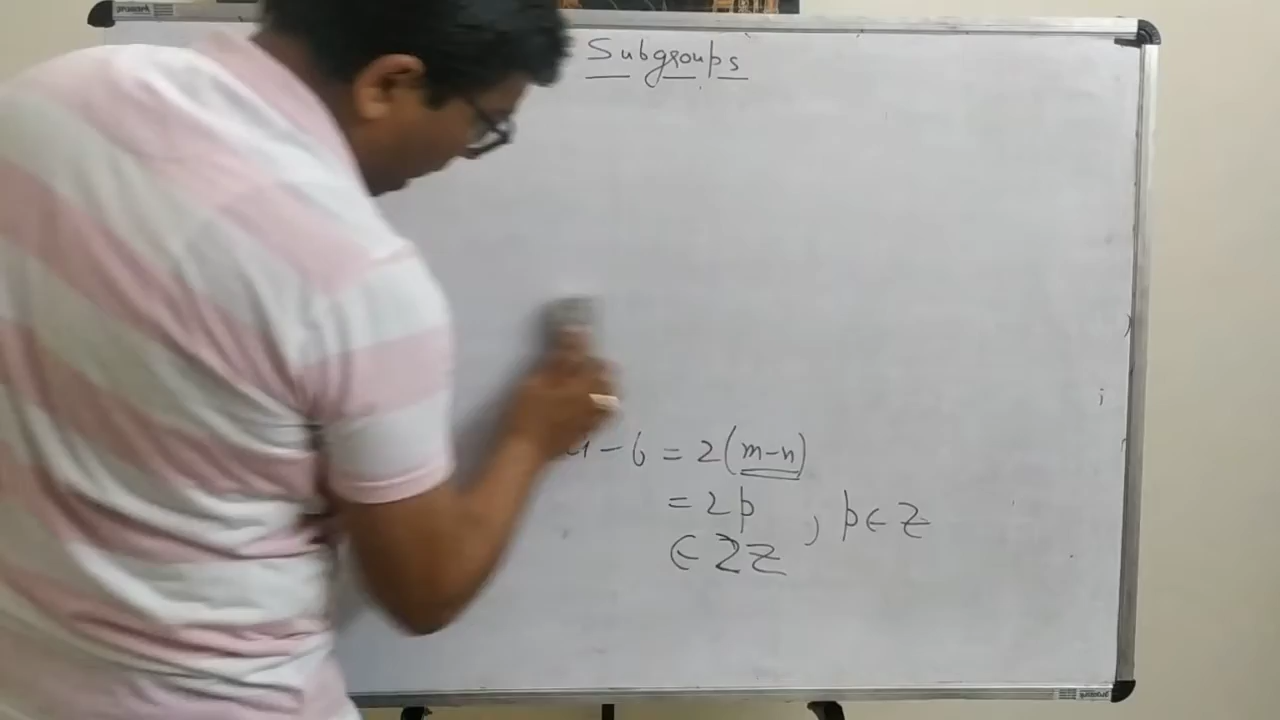 Subgroups
- b = 2(m-n)
= 2p , p ∈ Z
∈ 2Z